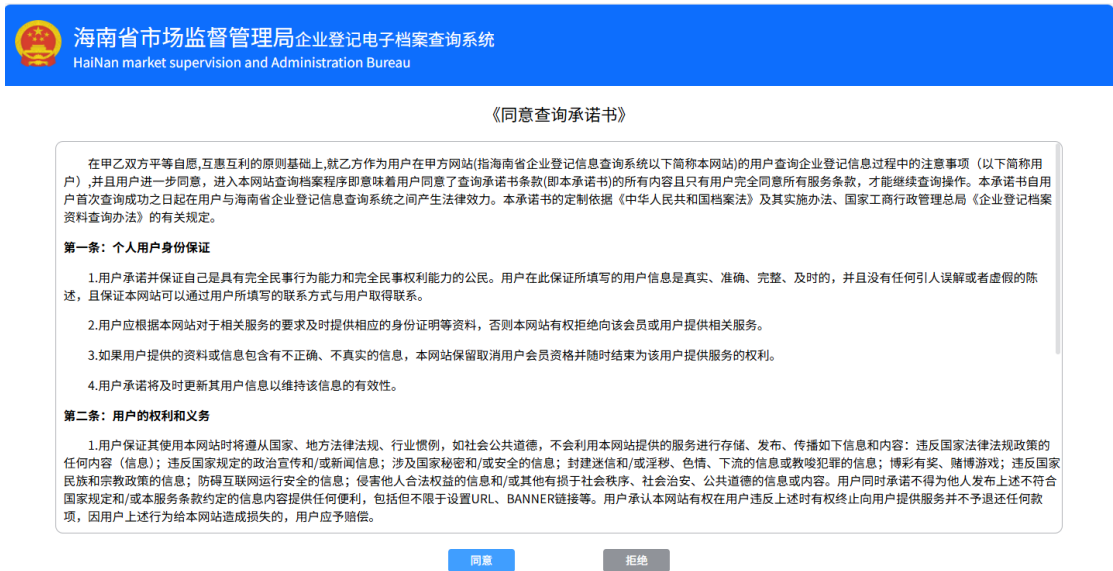 海南省市场监督管理局企业登记电子档案查询系统
HaiNan market supervision and Administration Bureau
《同意查询承诺书》
在甲乙双方平等自愿,互惠互利的原则基础上,就乙方作为用户在甲方网站(指海南省企业登记信息查询系统以下简称本网站)的用户查询企业登记信息过程中的注意事项（以下简称用
户）,并且用户进一步同意，进入本网站查询档案程序即意味着用户同意了查询承诺书条款(即本承诺书)的所有内容且只有用户完全同意所有服务条款，才能继续查询操作。本承诺书自用
户首次查询成功之日起在用户与海南省企业登记信息查询系统之间产生法律效力。本承诺书的定制依据《中华人民共和国档案法》及其实施办法、国家工商行政管理总局《企业登记档案
资料查询办法》的有关规定。
第一条：个人用户身份保证
1.用户承诺并保证自己是具有完全民事行为能力和完全民事权利能力的公民。用户在此保证所填写的用户信息是真实、准确、完整、及时的，并且没有任何引人误解或者虚假的陈
述，且保证本网站可以通过用户所填写的联系方式与用户取得联系。
2.用户应根据本网站对于相关服务的要求及时提供相应的身份证明等资料，否则本网站有权拒绝向该会员或用户提供相关服务。
3.如果用户提供的资料或信息包含有不正确、不真实的信息，本网站保留取消用户会员资格并随时结束为该用户提供服务的权利。
4.用户承诺将及时更新其用户信息以维持该信息的有效性。
第二条：用户的权利和义务
1.用户保证其使用本网站时将遵从国家、地方法律法规、行业惯例，如社会公共道德，不会利用本网站提供的服务进行存储、发布、传播如下信息和内容：违反国家法律法规政策的
任何内容（信息）；违反国家规定的政治宣传和/或新闻信息；涉及国家秘密和/或安全的信息；封建迷信和/或淫秽、色情、下流的信息或教唆犯罪的信息；博彩有奖、赌博游戏；违反国家
民族和宗教政策的信息；防碍互联网运行安全的信息；侵害他人合法权益的信息和/或其他有损于社会秩序、社会治安、公共道德的信息或内容。用户同时承诺不得为他人发布上述不符合
国家规定和/或本服务条款约定的信息内容提供任何便利，包括但不限于设置URL、BANNER链接等。用户承认本网站有权在用户违反上述时有权终止向用户提供服务并不予退还任何款
项，因用户上述行为给本网站造成损失的，用户应予赔偿。
同意
拒绝